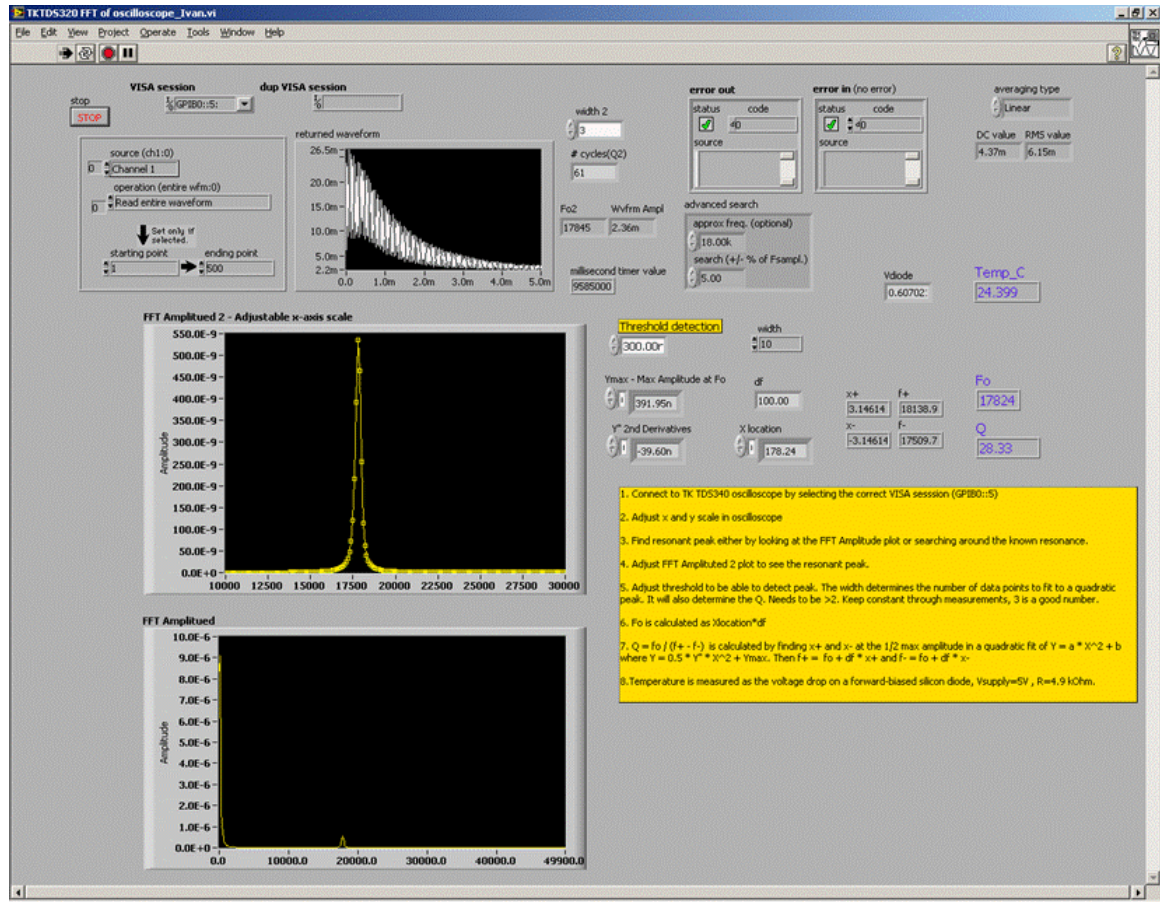 TKTDS320 FFT of oscilloscope_Ivan.vi
File Edit View Project Operate Tools Window Help
VISA session
GPIB0::5:
dup VISA session
stop
STOP
source (ch1:0)
0 Channel 1
operation (entire wfm:0)
0 Read entire waveform
Set only if
selected.
starting point
1
ending point
500
returned waveform
26.5m
20.0m
15.0m
10.0m
5.0m
2.2m
0.0 1.0m 2.0m 3.0m 4.0m 5.0m
width 2
3
# cycles(Q2)
61
Fo2
17845
Wvfrm Ampl
2.36m
millisecond timer value
9585000
error out
status code
0
source
error in (no error)
status code
0
source
averaging type
Linear
DC value RMS value
4.37m 6.15m
advanced search
approx freq. (optional)
18.00k
search (+/- % of Fsampl.)
5.00
Vdiode
0.60702
Temp_C
24.399
FFT Amplitued 2 - Adjustable x-axis scale
Amplitude
550.0E-9
500.0E-9
450.0E-9
400.0E-9
350.0E-9
300.0E-9
250.0E-9
200.0E-9
150.0E-9
100.0E-9
50.0E-9
0.0E+0
10000 12500 15000 17500 20000 22500 25000 27500 30000
Threshold detection
300.00r
width
10
Ymax - Max Amplitude at Fo
391.95n
df
100.00
Y" 2nd Derivatives
-39.60n
X location
178.24
x+ f+
3.14614 18138.9
x- f-
-3.14614 17509.7
Fo
17824
Q
28.33
1. Connect to TK TDS340 oscilloscope by selecting the correct VISA sesssion (GPIB0::5)
2. Adjust x and y scale in oscilloscope
3. Find resonant peak either by looking at the FFT Amplitude plot or searching around the known resonance.
4. Adjust FFT Amplituted 2 plot to see the resonant peak.
5. Adjust threshold to be able to detect peak. The width determines the number of data points to fit to a quadratic
peak. It will also determine the Q. Needs to be >2. Keep constant through measurements, 3 is a good number.
6. Fo is calculated as Xlocation*df
7. Q = fo / (f+ - f-) is calculated by finding x+ and x- at the 1/2 max amplitude in a quadratic fit of Y = a * X^2 + b
where Y = 0.5 * Y" * X^2 + Ymax. Then f+ = fo + df * x+ and f- = fo + df * x-
8.Temperature is measured as the voltage drop on a forward-biased silicon diode, Vsupply=5V , R=4.9 kOhm.
FFT Amplitued
Amplitude
10.0E-6
9.0E-6
8.0E-6
7.0E-6
6.0E-6
5.0E-6
4.0E-6
3.0E-6
2.0E-6
1.0E-6
0.0E+0
0.0 10000.0 20000.0 30000.0 40000.0 49900.0